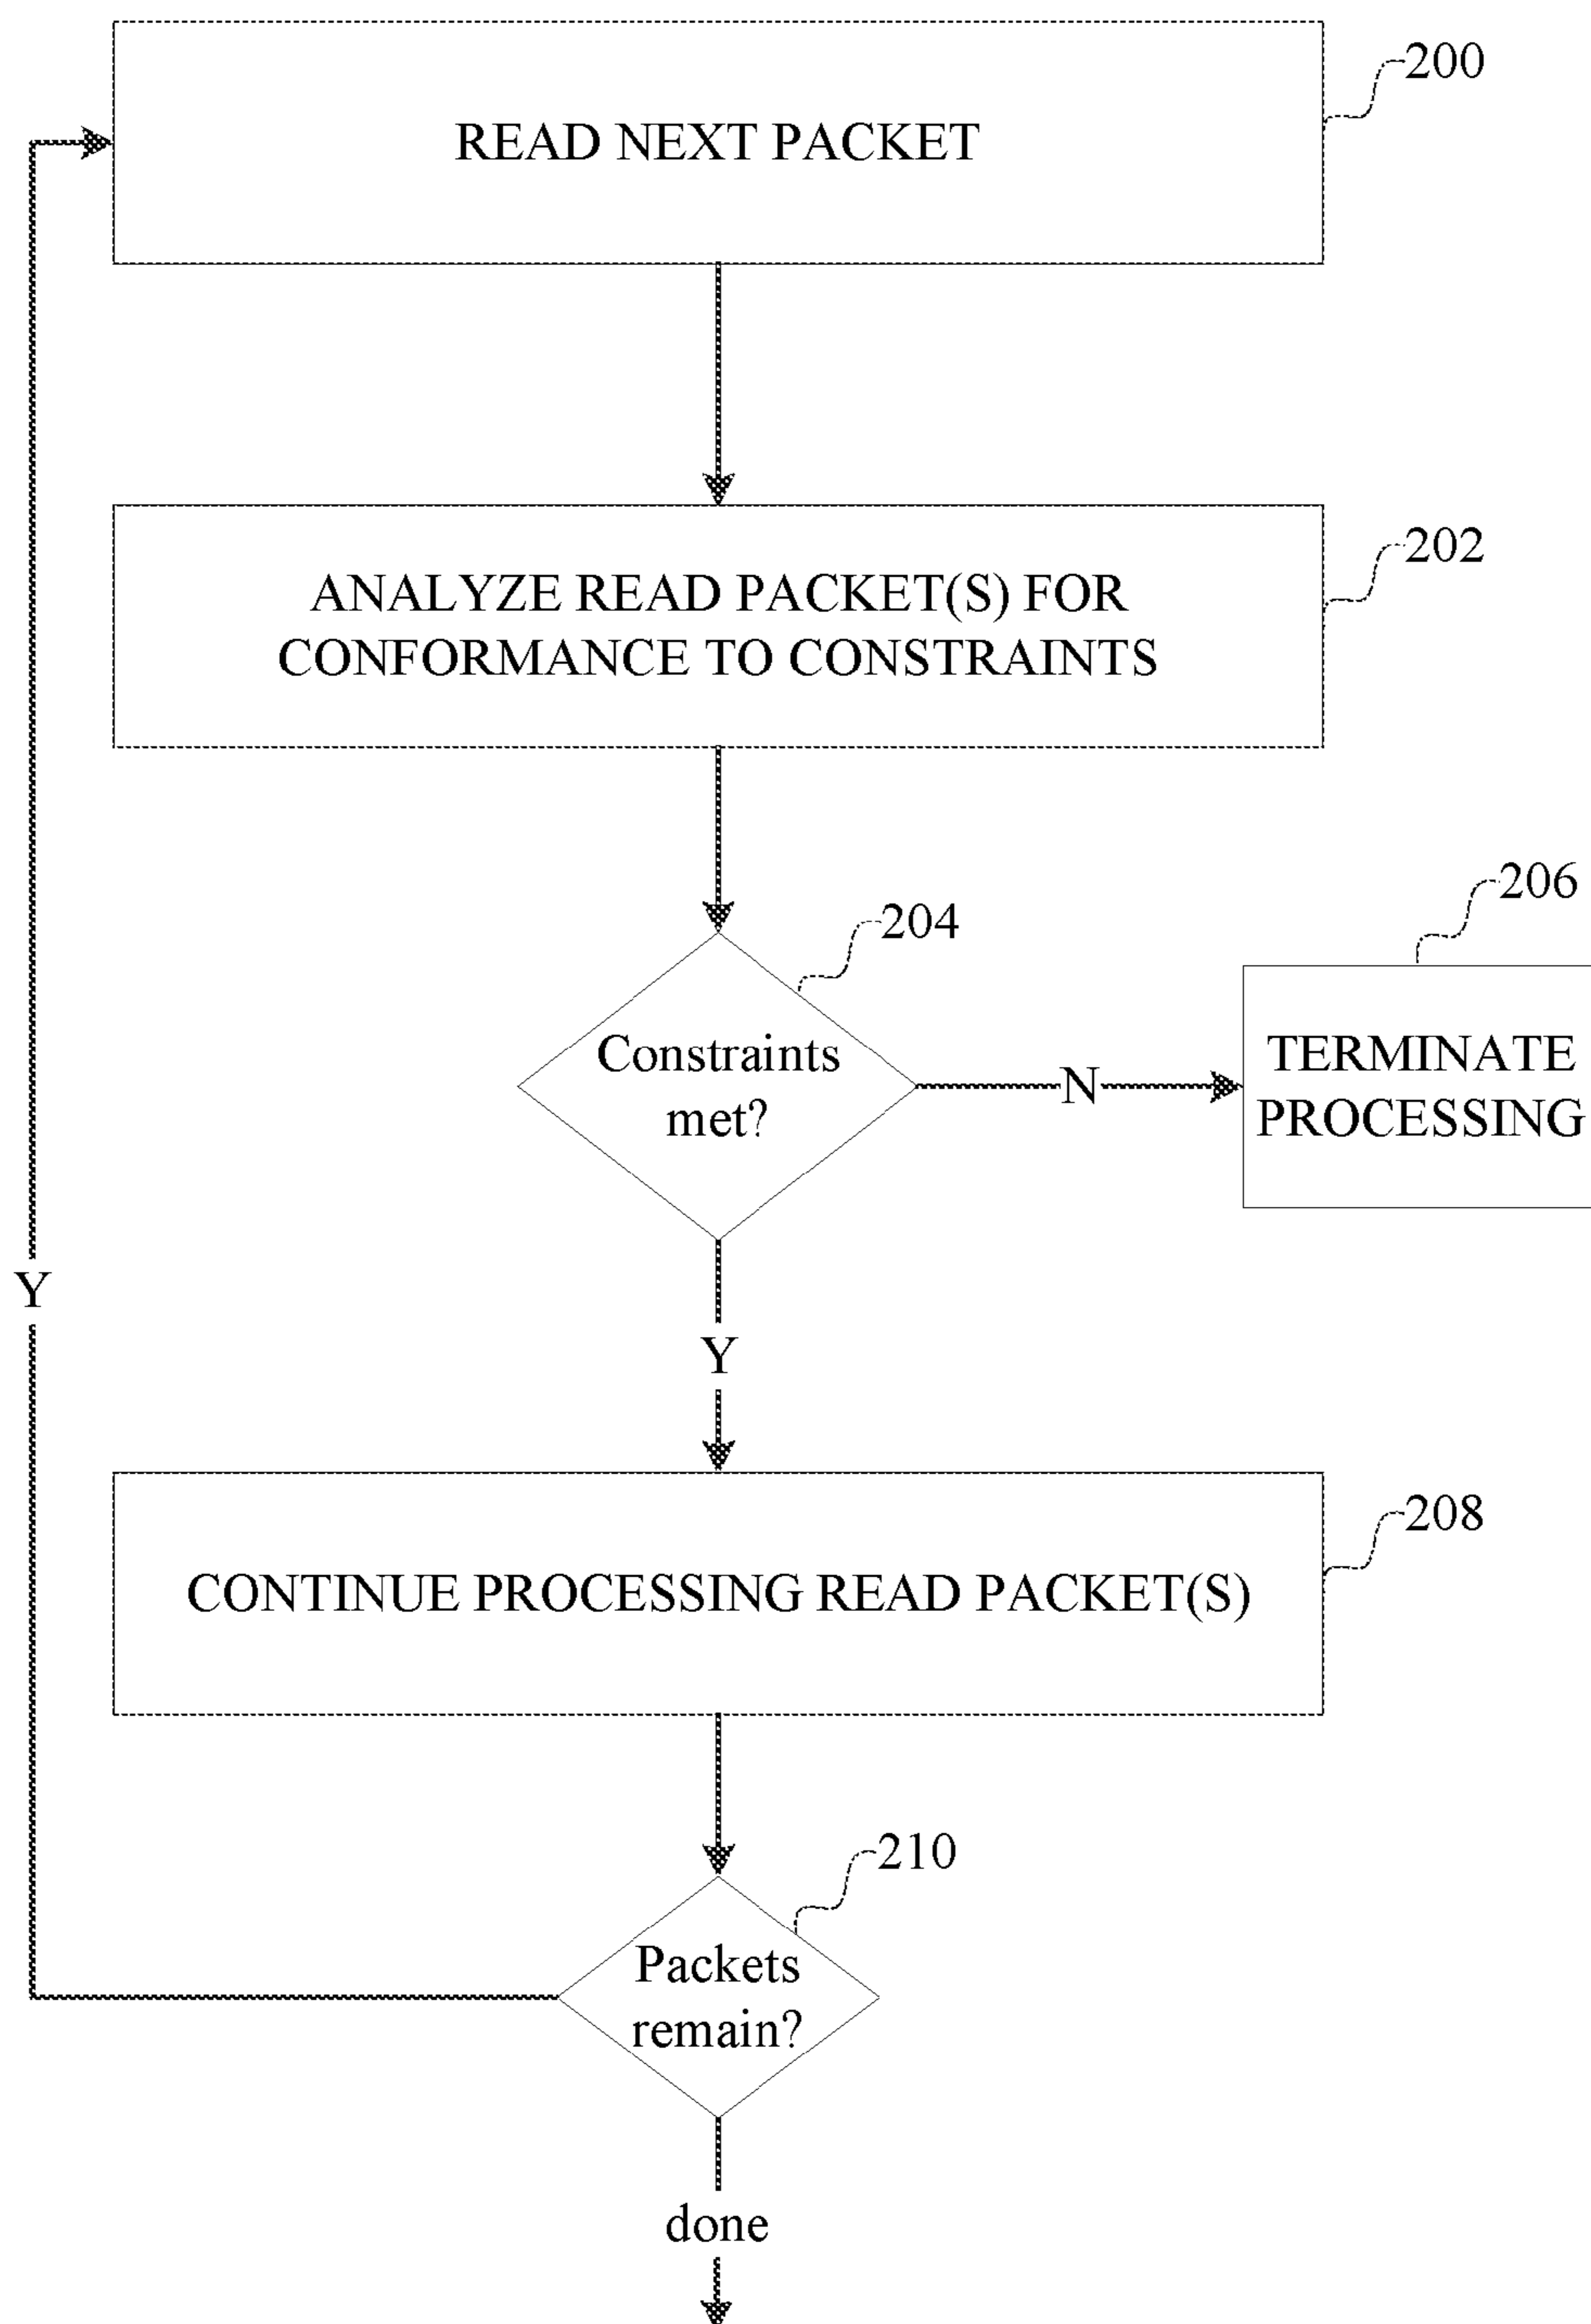 200
READ NEXT PACKET
202
ANALYZE READ PACKET(S) FOR
CONFORMANCE TO CONSTRAINTS
204
206
Constraints
met?
N
TERMINATE
PROCESSING
Y
Y
208
CONTINUE PROCESSING READ PACKET(S)
210
Packets
remain?
done